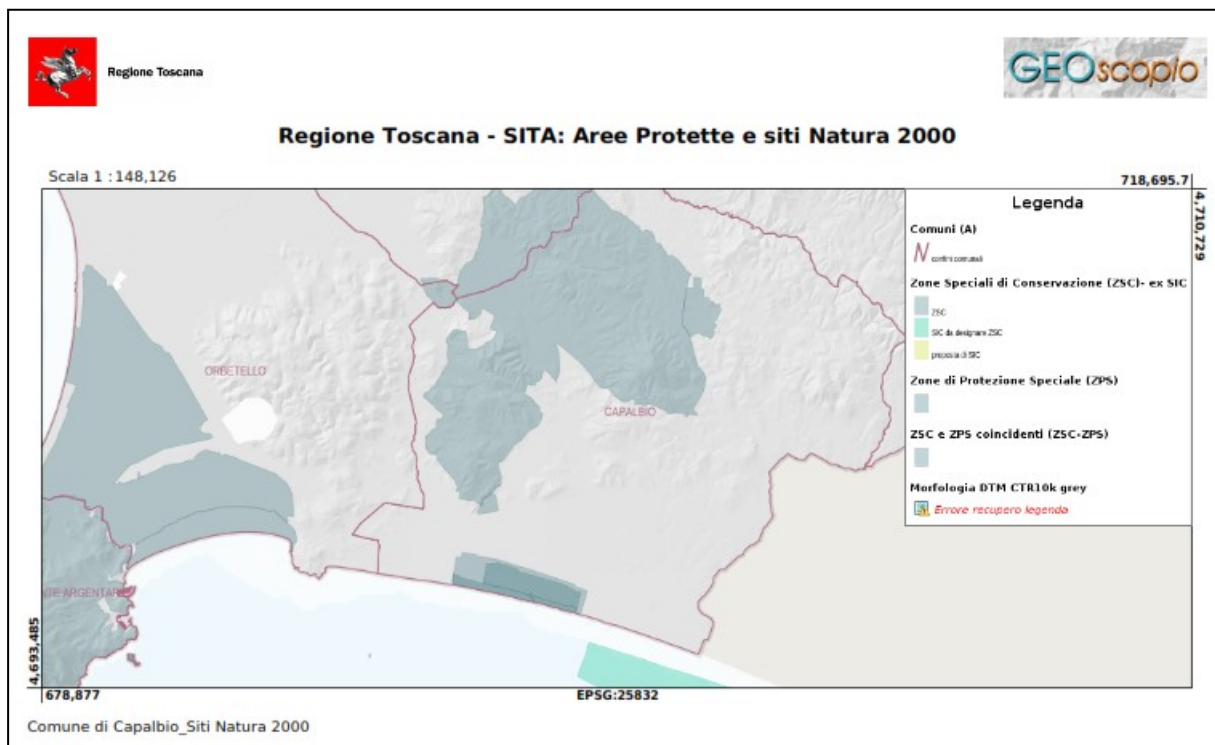 Regione Toscana
GEOscopio
Regione Toscana - SITA: Aree Protette e siti Natura 2000
Scala 1 :148,126
718,695.7
4,710,729
Legenda
Comuni (A)
confini comunali
Zone Speciali di Conservazione (ZSC)- ex SIC
ZSC
SIC da designare ZSC
proposta di SIC
Zone di Protezione Speciale (ZPS)
ZSC e ZPS coincidenti (ZSC-ZPS)
Morfologia DTM CTR10k grey
Errore recupero legenda
ORBETELLO
CAPALBIO
NTE ARGENTAR
4,693,485
678,877
EPSG:25832
Comune di Capalbio_Siti Natura 2000